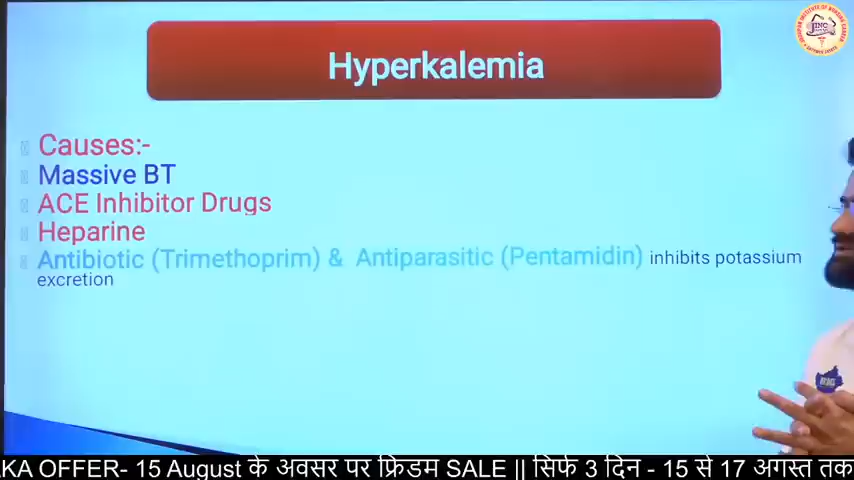 Hyperkalemia
Causes:-
Massive BT
ACE Inhibitor Drugs
Heparine
Antibiotic (Trimethoprim) & Antiparasitic (Pentamidin) inhibits potassium
excretion
KA OFFER- 15 August के अवसर पर फ्रिडम SALE || सिर्फ 3 दिन - 15 से 17 अगस्त तक
JINC